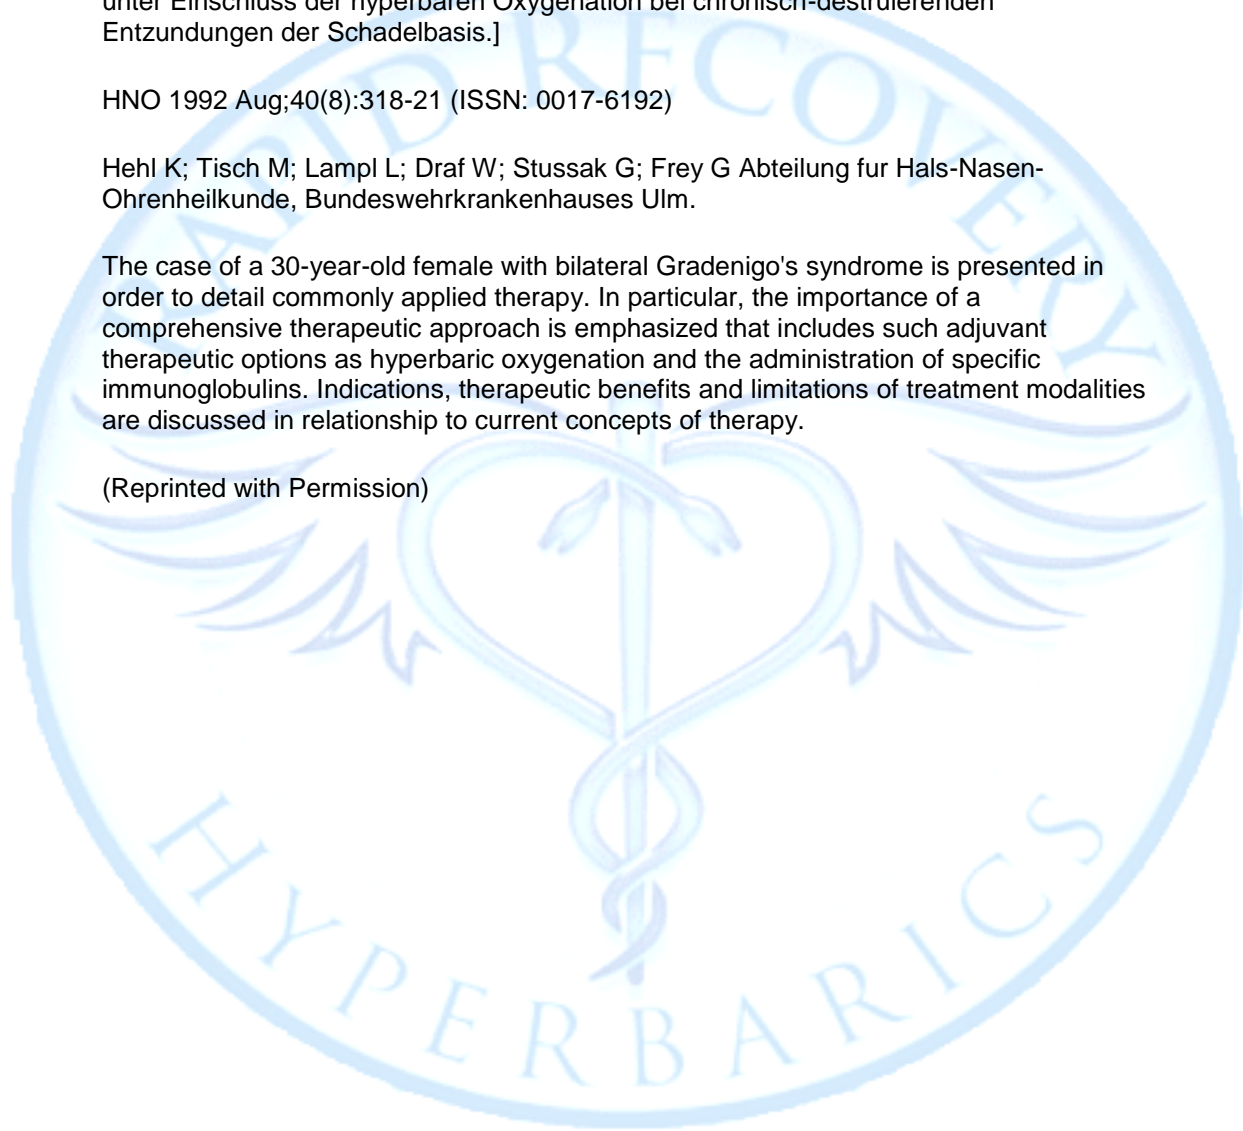 unter Einschluss der hyperbaren Oxygenation bei chronisch-destruierenden
Entzundungen der Schadelbasis.]
HNO 1992 Aug;40(8):318-21 (ISSN: 0017-6192)
Hehl K; Tisch M; Lampl L; Draf W; Stussak G; Frey G Abteilung fur Hals-Nasen-
Ohrenheilkunde, Bundeswehrkrankenhauses Ulm.
The case of a 30-year-old female with bilateral Gradenigo's syndrome is presented in
order to detail commonly applied therapy. In particular, the importance of a
comprehensive therapeutic approach is emphasized that includes such adjuvant
therapeutic options as hyperbaric oxygenation and the administration of specific
immunoglobulins. Indications, therapeutic benefits and limitations of treatment modalities
are discussed in relationship to current concepts of therapy.
(Reprinted with Permission)
RAPID RECOVERY
HYPERBARICS